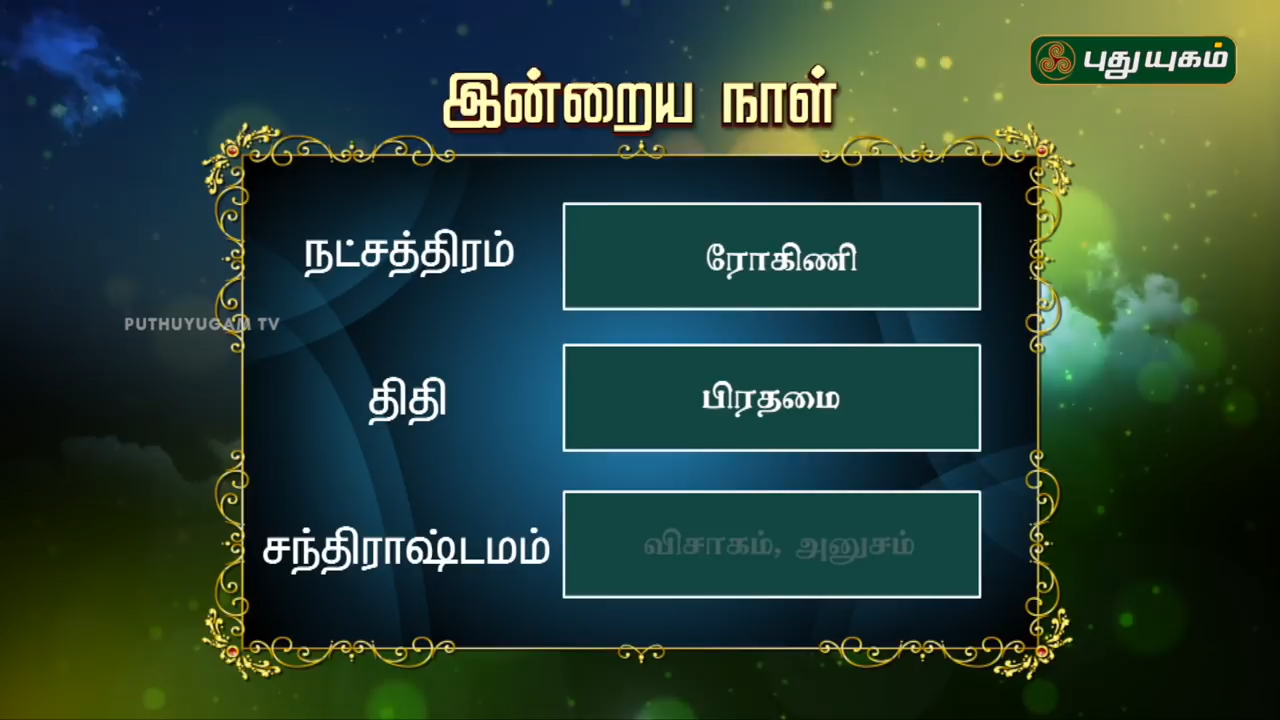 புதுயுகம்
இன்றைய நாள்
நட்சத்திரம் ரோகிணி
PUTHUYUGAM TV
திதி பிரதமை
சந்திராஷ்டமம் விசாகம், அனுசம்